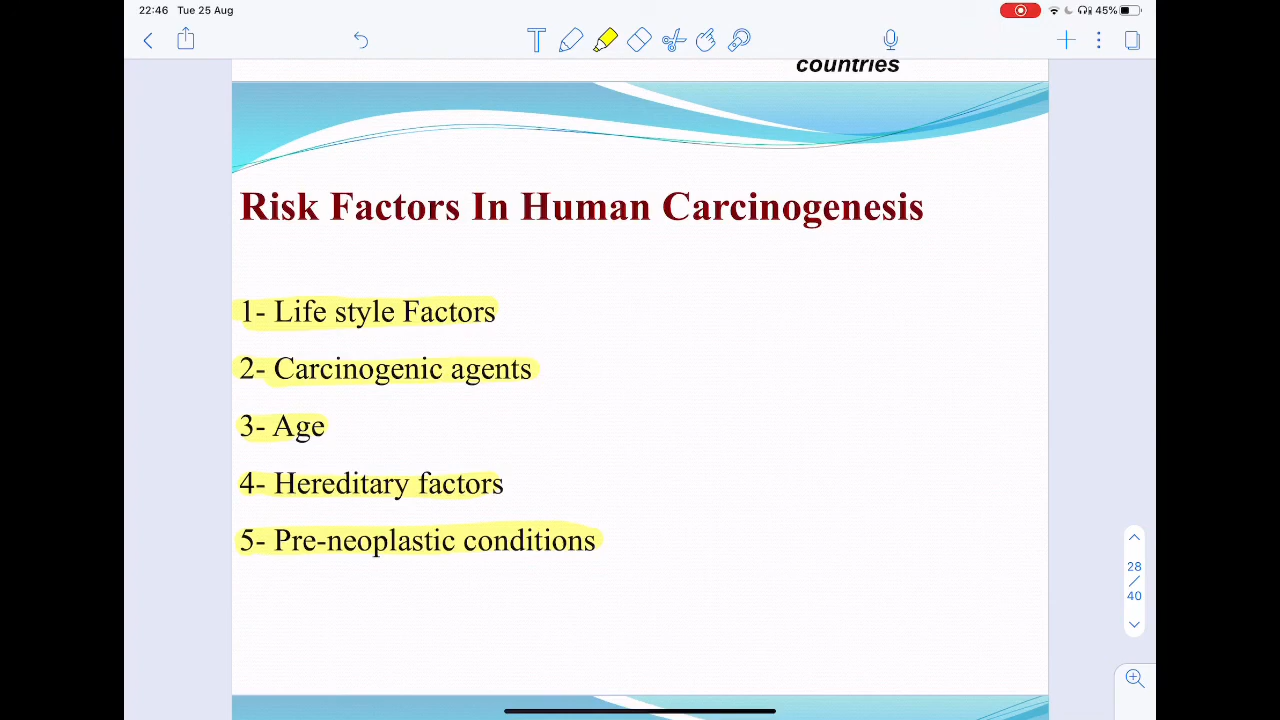 22:46 Tue 25 Aug 45%
T
countries
Risk Factors In Human Carcinogenesis
1- Life style Factors
2- Carcinogenic agents
3- Age
4- Hereditary factors
5- Pre-neoplastic conditions
28
/
40